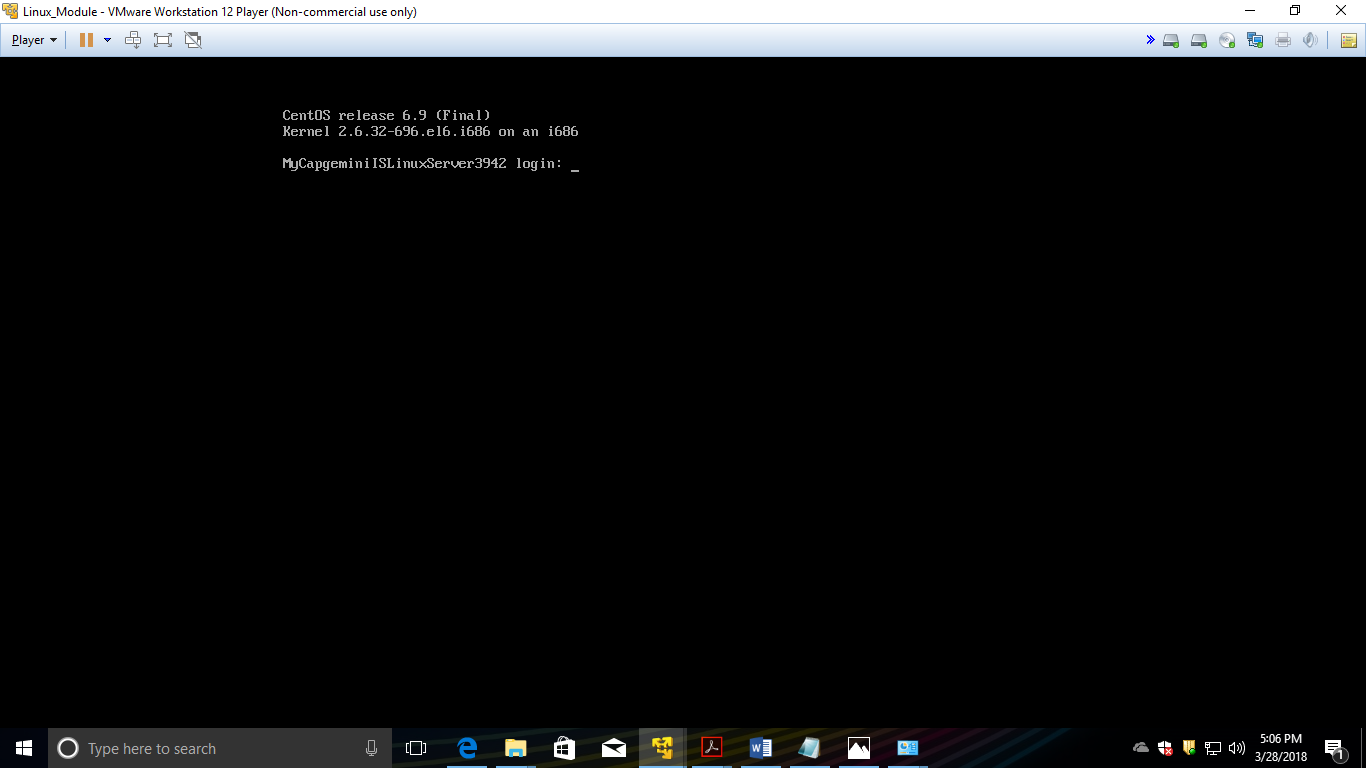 Linux_Module - VMware Workstation 12 Player (Non-commercial use only)
Player
CentOS release 6.9 (Final)
Kernel 2.6.32-696.el6.i686 on an i686
MyCapgeminiISLinuxServer3942 login: _
Type here to search
5:06 PM
3/28/2018
1